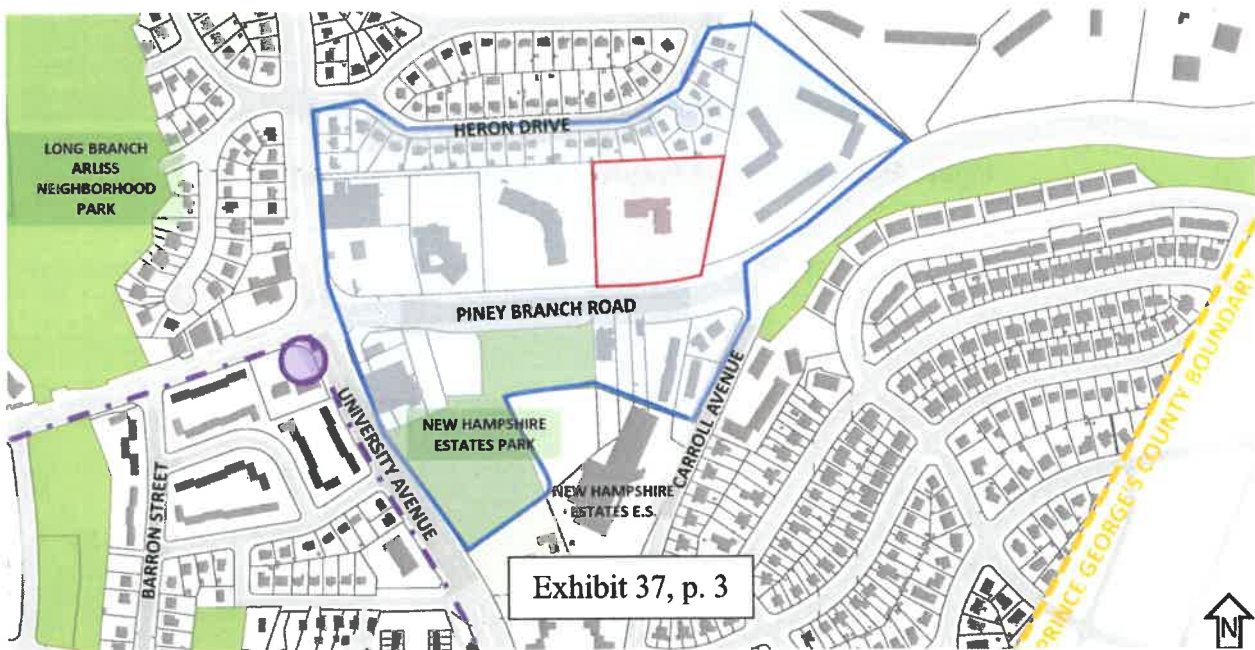 HERON DRIVE
LONG BRANCH
ARLISS
NEIGHBORHOOD
PARK
PINEY BRANCH ROAD
UNIVERSITY AVENUE
NEW HAMPSHIRE
ESTATES PARK
CARROLL AVENUE
NEW HAMPSHIRE
ESTATES E.S.
BARRON STREET
PRINCE GEORGE'S COUNTY BOUNDARY
Exhibit 37, p. 3
N